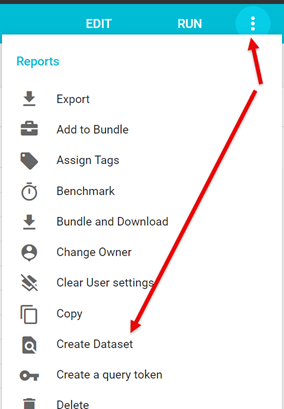 EDIT RUN
Reports
Export
Add to Bundle
Assign Tags
Benchmark
Bundle and Download
Change Owner
Clear User settings
Copy
Create Dataset
Create a query token
Delete